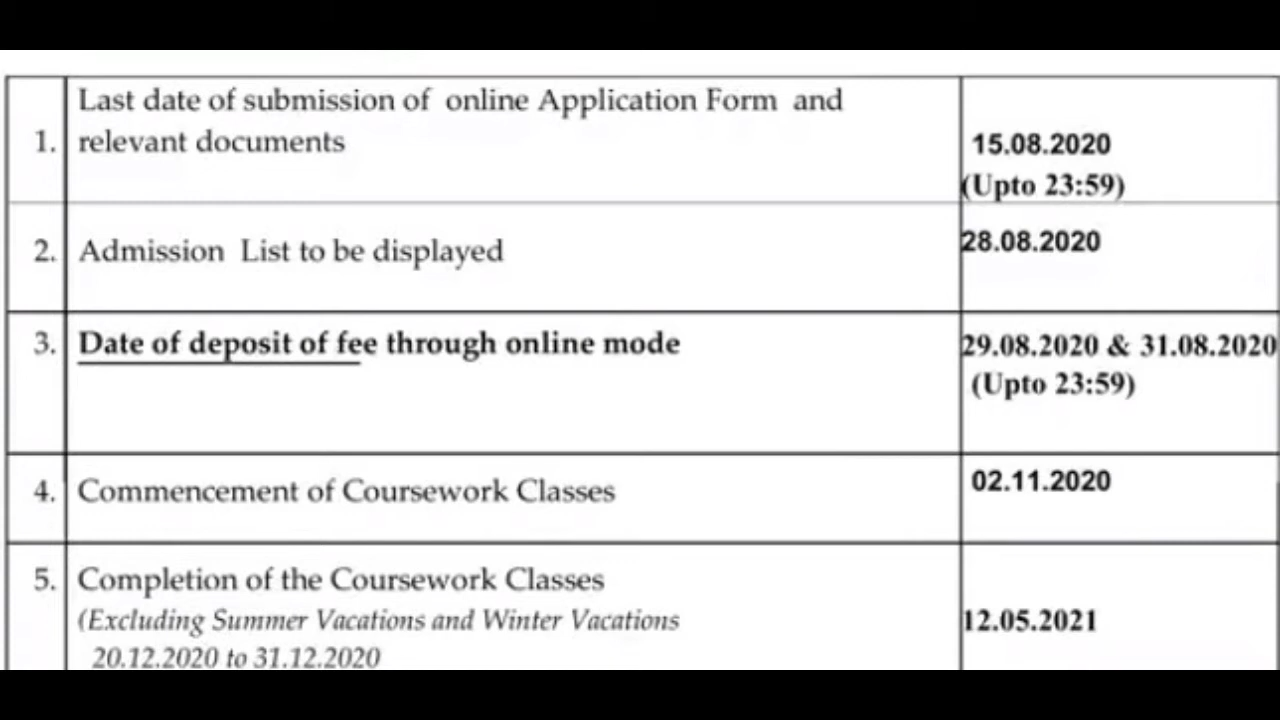 Last date of submission of online Application Form and
1. relevant documents 15.08.2020
(Upto 23:59)
2. Admission List to be displayed 28.08.2020
3. Date of deposit of fee through online mode 29.08.2020 & 31.08.2020
(Upto 23:59)
4. Commencement of Coursework Classes 02.11.2020
5. Completion of the Coursework Classes
(Excluding Summer Vacations and Winter Vacations 12.05.2021
20.12.2020 to 31.12.2020